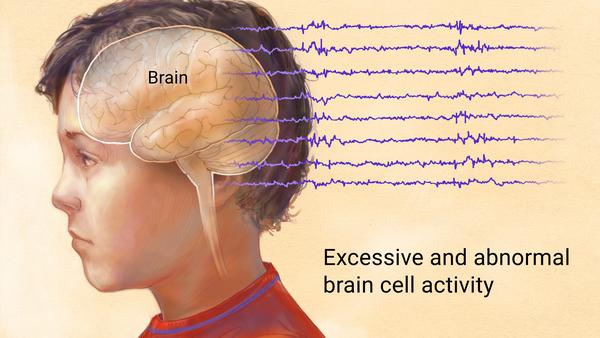 Brain
Excessive and abnormal
brain cell activity